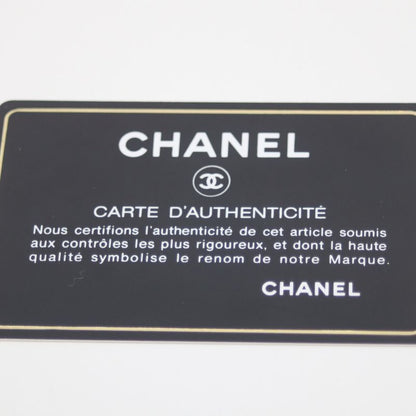 CHANEL
CARTE D'AUTHENTICITÉ
Nous certifions l'authenticité de cet article soumis
aux contrôles les plus rigoureux, et dont la haute
qualité symbolise le renom de notre Marque.
CHANEL